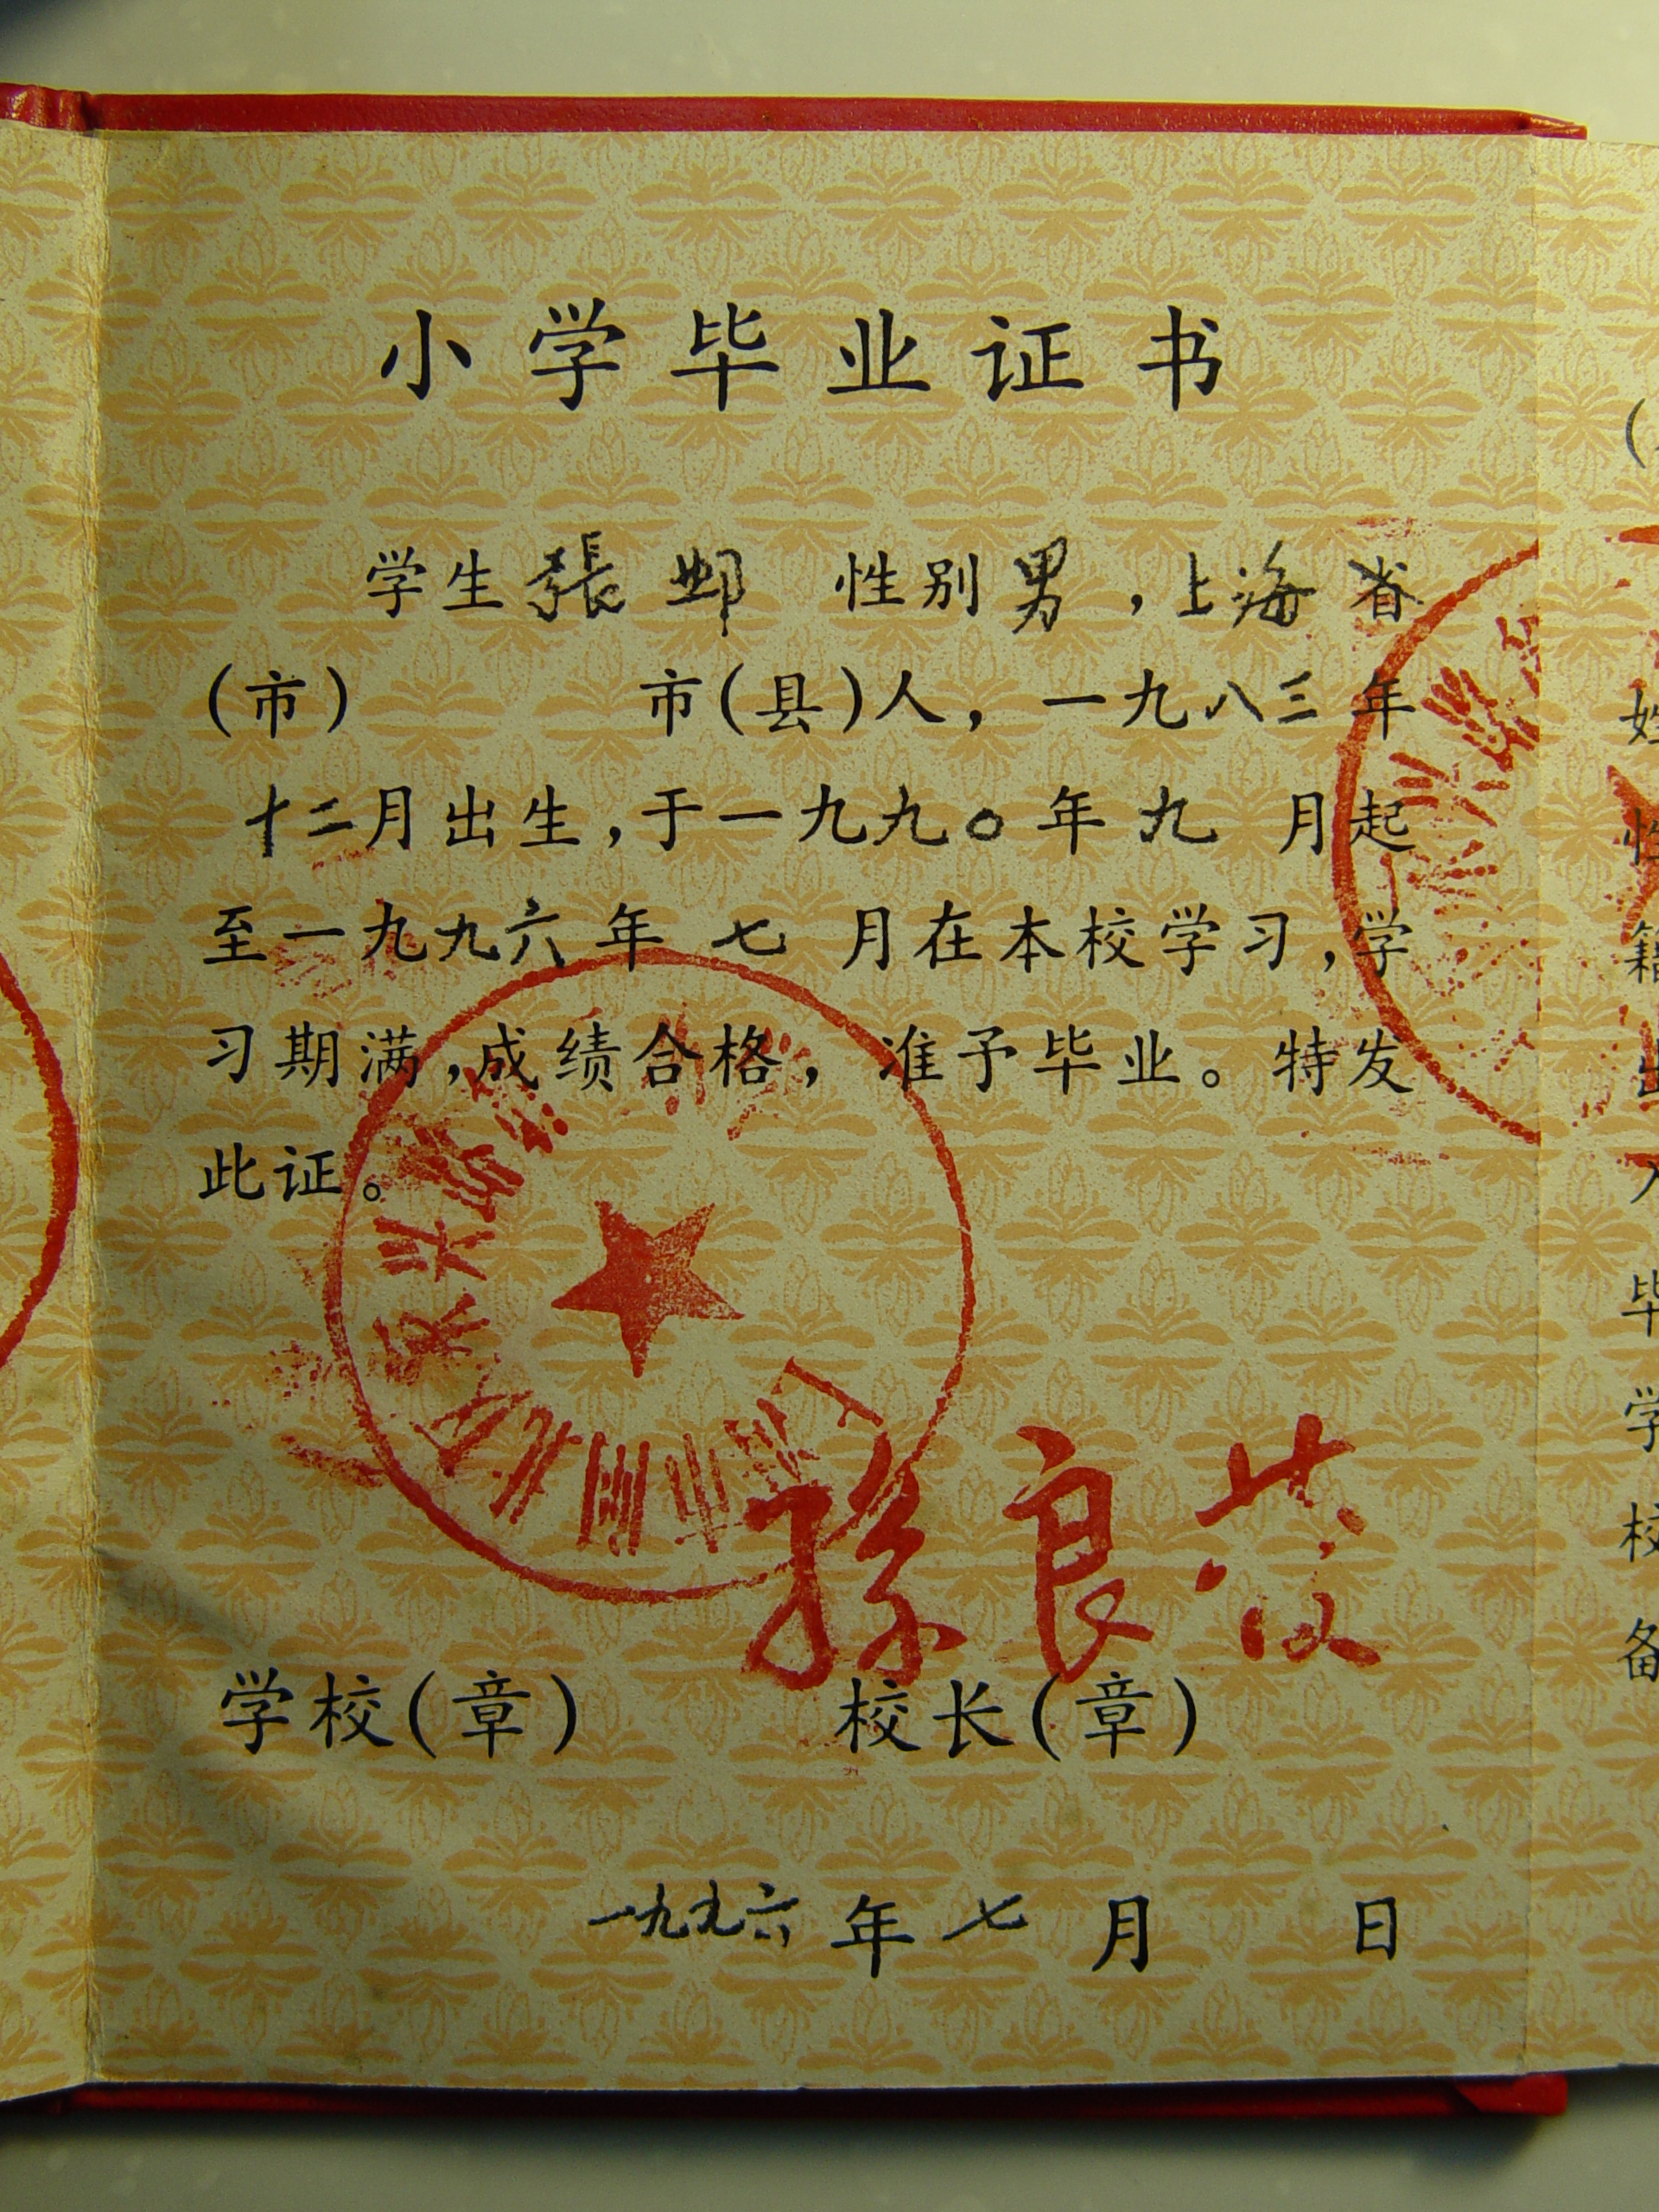 小学毕业证书
学生張邺 性别男,上海省
(市) 市(县)人,一九八三年
十二月出生,于一九九〇年九月起
至一九九六年七月在本校学习,学
习期满,成绩合格,准予毕业。特发
此证。
孫良
学校(章) 校长(章)
一九九六年七月 日
(
姓
性
籍
出
入
毕
学
校
备